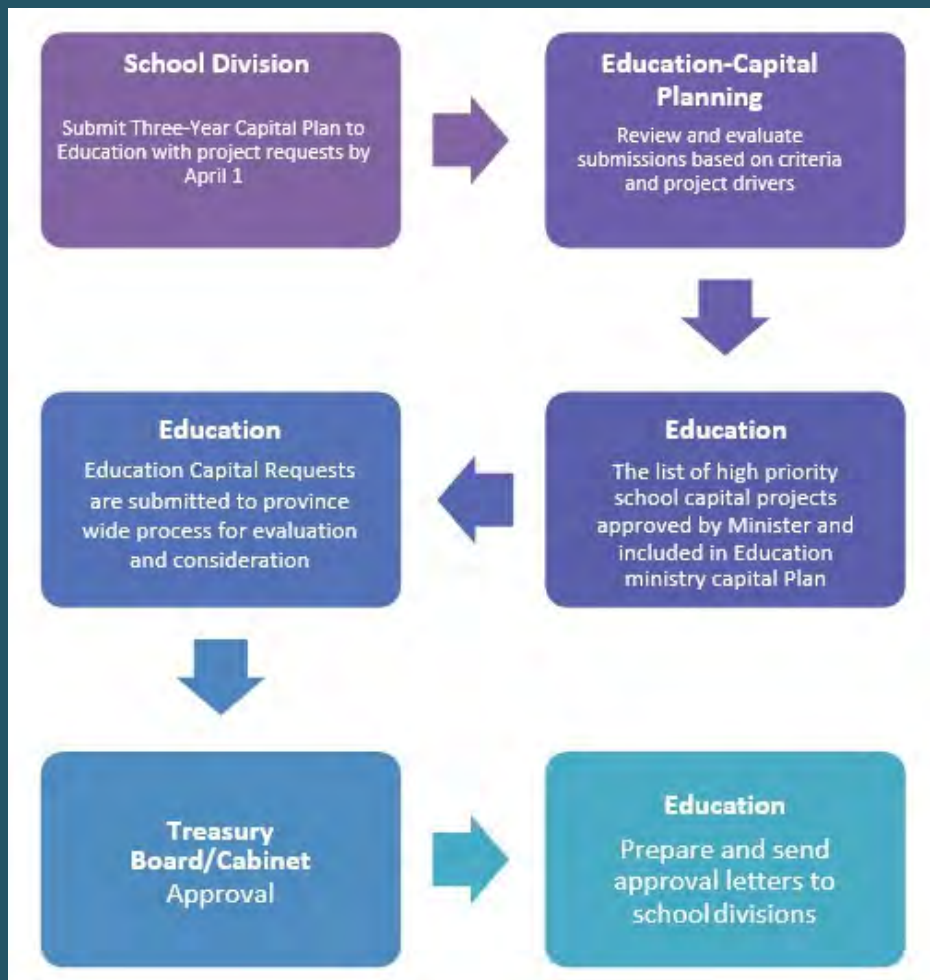 School Division
Submit Three-Year Capital Plan to
Education with project requests by
April 1
Education-Capital
Planning
Review and evaluate
submissions based on criteria
and project drivers
Education
The list of high priority
school capital projects
approved by Minister and
included in Education
ministry capital Plan
Education
Education Capital Requests
are submitted to province
wide process for evaluation
and consideration
Treasury
Board/Cabinet
Approval
Education
Prepare and send
approval letters to
school divisions